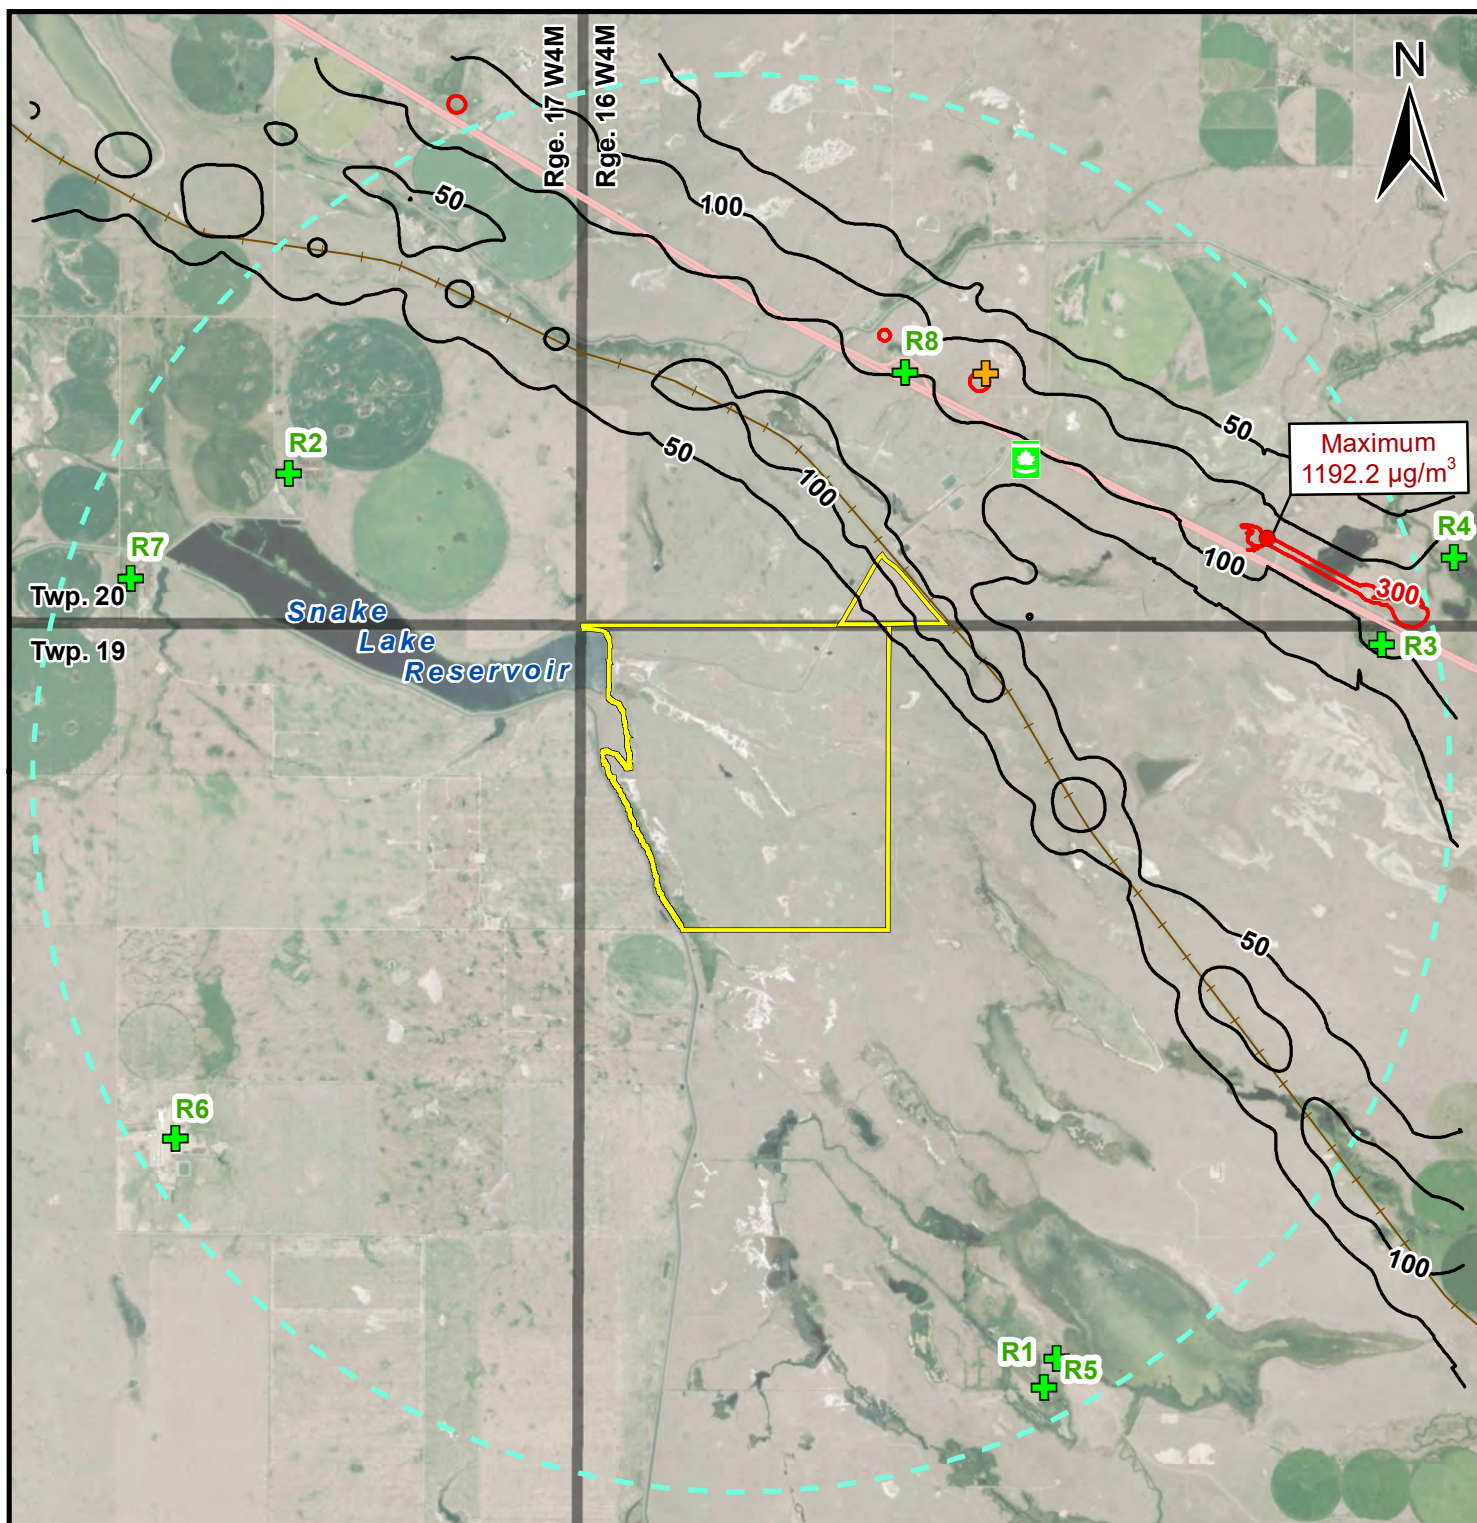 Rge. 17 W4M
Rge. 16 W4M
N
50
100
R8
50
Maximum
1192.2 µg/m³
R2
50
100
R4
R7
100
300
Twp. 20
Snake
Lake
Reservoir
R3
Twp. 19
50
R6
100
R1
R5